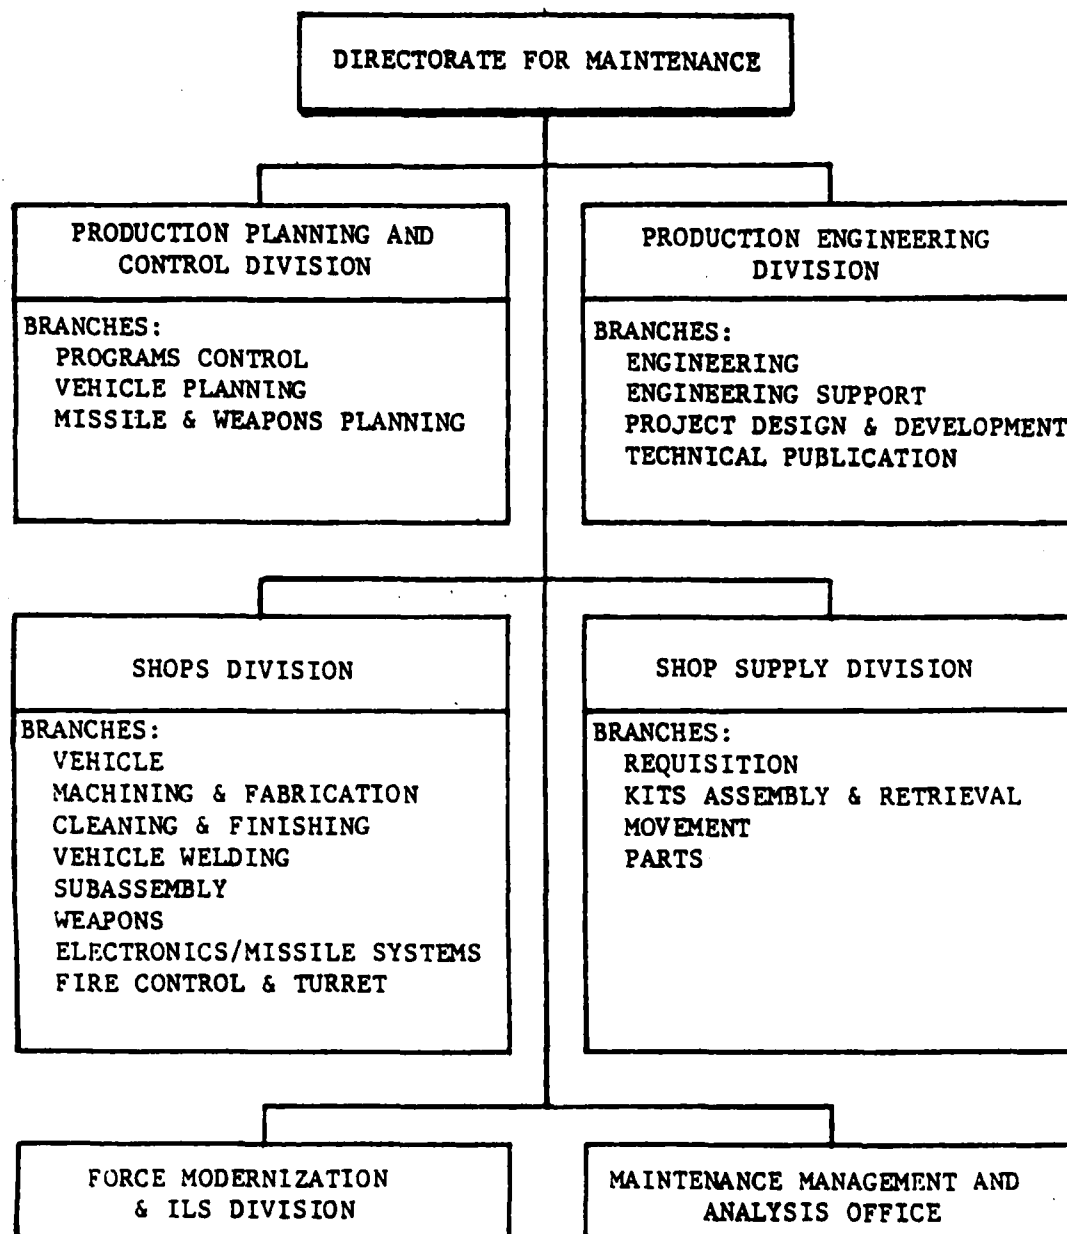 DIRECTORATE FOR MAINTENANCE
PRODUCTION PLANNING AND
CONTROL DIVISION
BRANCHES:
PROGRAMS CONTROL
VEHICLE PLANNING
MISSILE & WEAPONS PLANNING
PRODUCTION ENGINEERING
DIVISION
BRANCHES:
ENGINEERING
ENGINEERING SUPPORT
PROJECT DESIGN & DEVELOPMENT
TECHNICAL PUBLICATION
SHOPS DIVISION
BRANCHES:
VEHICLE
MACHINING & FABRICATION
CLEANING & FINISHING
VEHICLE WELDING
SUBASSEMBLY
WEAPONS
ELECTRONICS/MISSILE SYSTEMS
FIRE CONTROL & TURRET
SHOP SUPPLY DIVISION
BRANCHES:
REQUISITION
KITS ASSEMBLY & RETRIEVAL
MOVEMENT
PARTS
FORCE MODERNIZATION
& ILS DIVISION
MAINTENANCE MANAGEMENT AND
ANALYSIS OFFICE